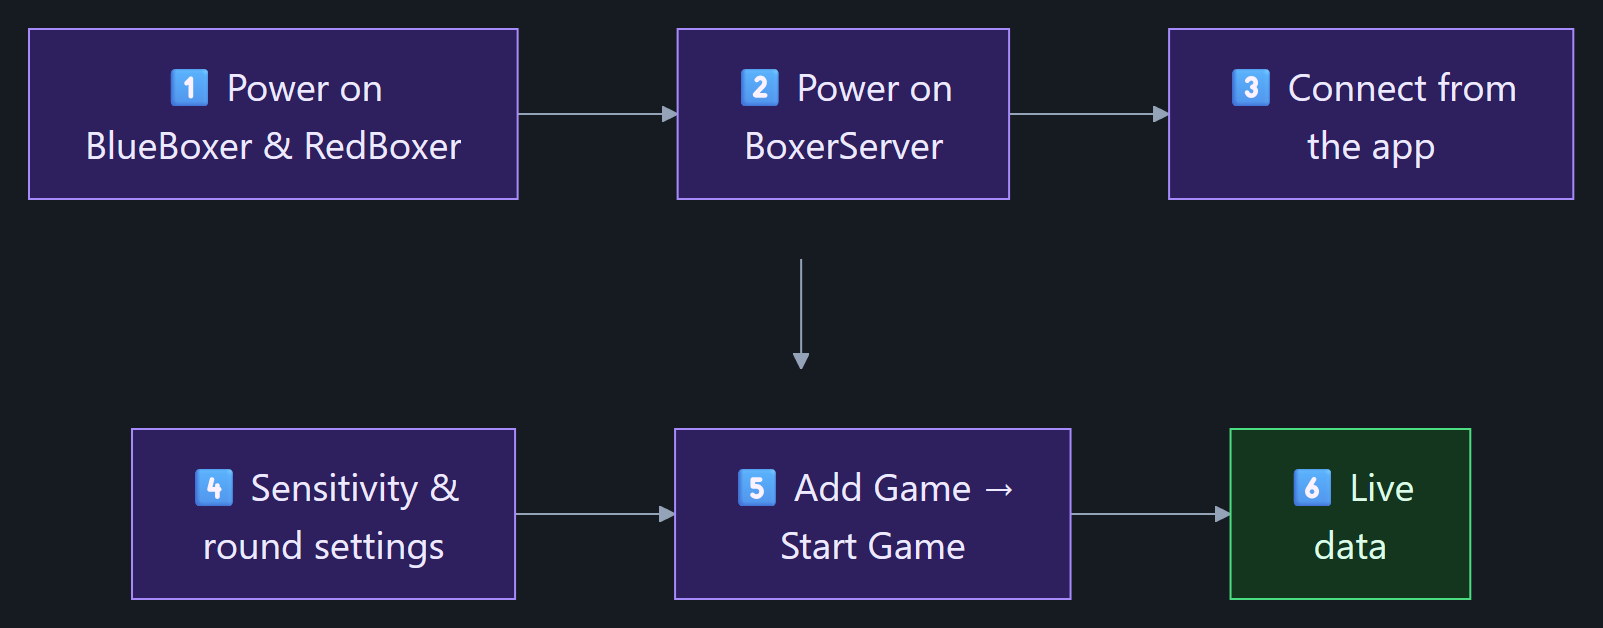 1️⃣ Power on
BlueBoxer & RedBoxer
2️⃣ Power on
BoxerServer
3️⃣ Connect from
the app
4️⃣ Sensitivity &
round settings
5️⃣ Add Game →
Start Game
6️⃣ Live
data